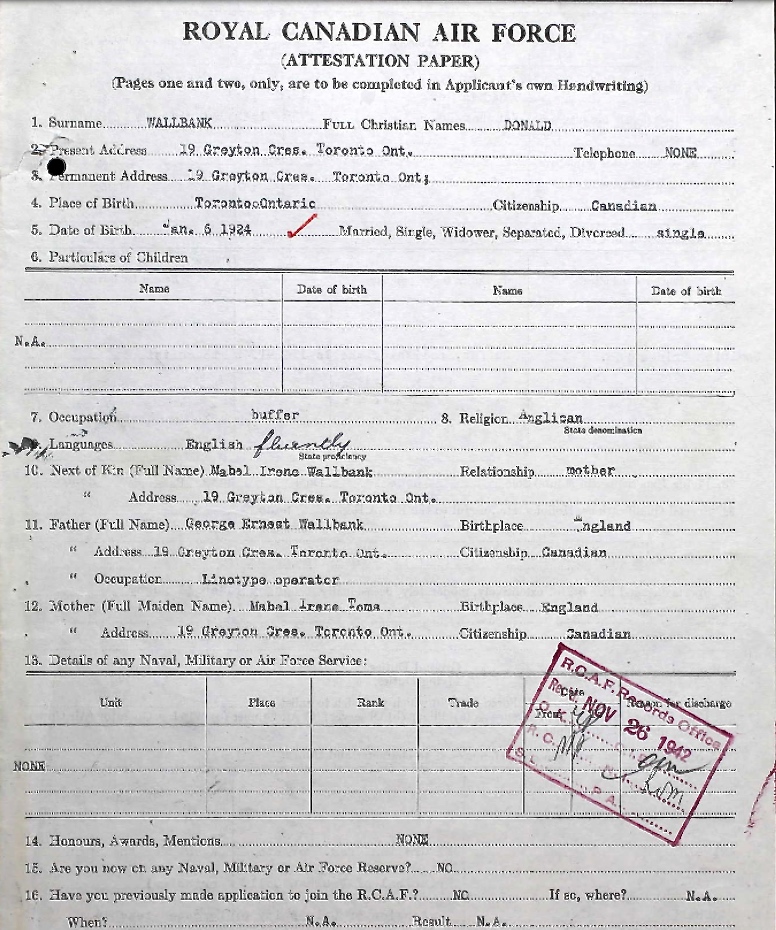 ROYAL CANADIAN AIR FORCE
(ATTESTATION PAPER)
(Pages one and two, only, are to be completed in Applicant's own Handwriting)
1. Surname WALLBANK FULL Christian Names DONALD
2. Present Address 19 Greyton Cres. Toronto Ont. Telephone NONE
3. Permanent Address 19 Greyton Cres. Toronto Ont;
4. Place of Birth Toronto Ontario Citizenship Canadian
5. Date of Birth Jan. 6 1924 Married, Single, Widower, Separated, Divorced single
6. Particulars of Children
Name Date of birth Name Date of birth
N.A.
7. Occupation buffer 8. Religion Anglican
State denomination
9. Languages English fluently
State proficiency
10. Next of Kin (Full Name) Mabel Irene Wallbank Relationship mother
" Address 19 Greyton Cres. Toronto Ont.
11. Father (Full Name) George Ernest Wallbank Birthplace England
" Address 19 Greyton Cres. Toronto Ont. Citizenship Canadian
" Occupation Linotype operator
12. Mother (Full Maiden Name) Mabel Irene Toms Birthplace England
" Address 19 Greyton Cres. Toronto Ont. Citizenship Canadian
13. Details of any Naval, Military or Air Force Service:
Unit Place Rank Trade Date Reason for discharge
From
R.C.A.F. Records Office
Rec'd. NOV 26 1942
NONE
14. Honours, Awards, Mentions NONE
15. Are you now on any Naval, Military or Air Force Reserve? NO
16. Have you previously made application to join the R.C.A.F.? NO If so, where? N.A.
When? N.A. Result N.A.